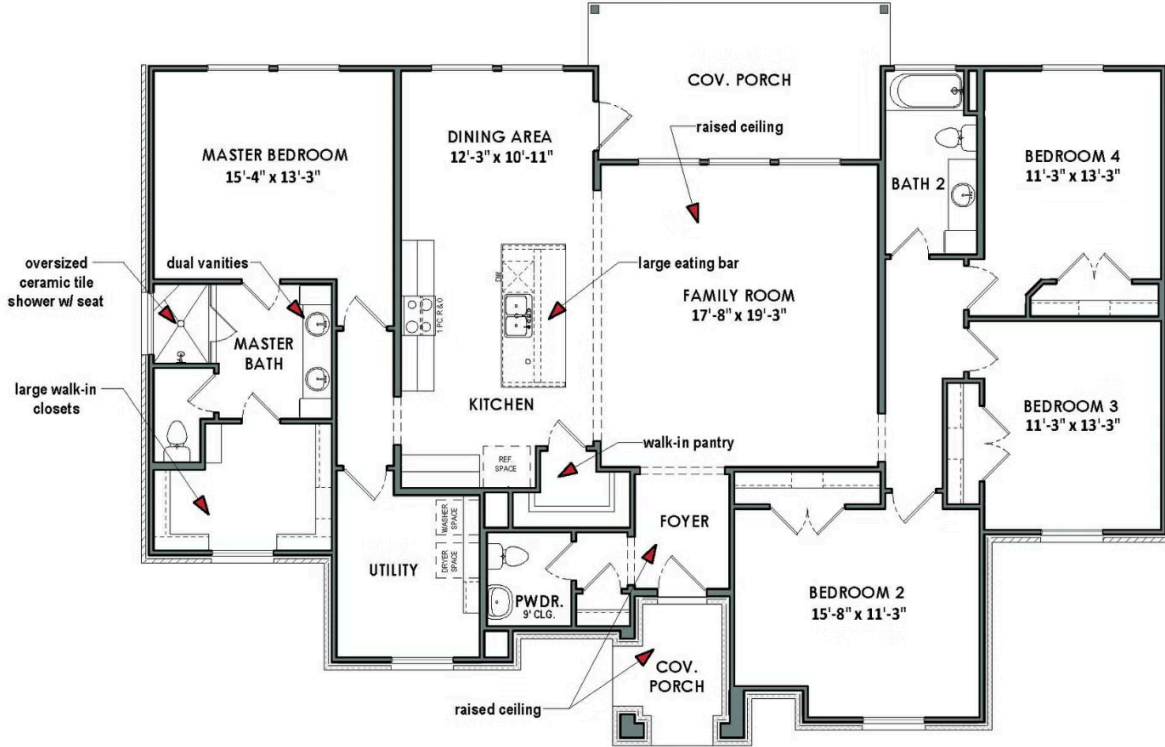 COV. PORCH
raised ceiling
DINING AREA
12'-3" x 10'-11"
MASTER BEDROOM
15'-4" x 13'-3"
BEDROOM 4
11'-3" x 13'-3"
BATH 2
oversized
ceramic tile
shower w/ seat
dual vanities
DW
large eating bar
FAMILY ROOM
17'-8" x 19'-3"
1 PC. R & O
MASTER
BATH
large walk-in
closets
KITCHEN
BEDROOM 3
11'-3" x 13'-3"
walk-in pantry
REF.
SPACE
WASHER
SPACE
FOYER
DRYER
SPACE
UTILITY
PWDR.
9' CLG.
BEDROOM 2
15'-8" x 11'-3"
COV.
PORCH
raised ceiling